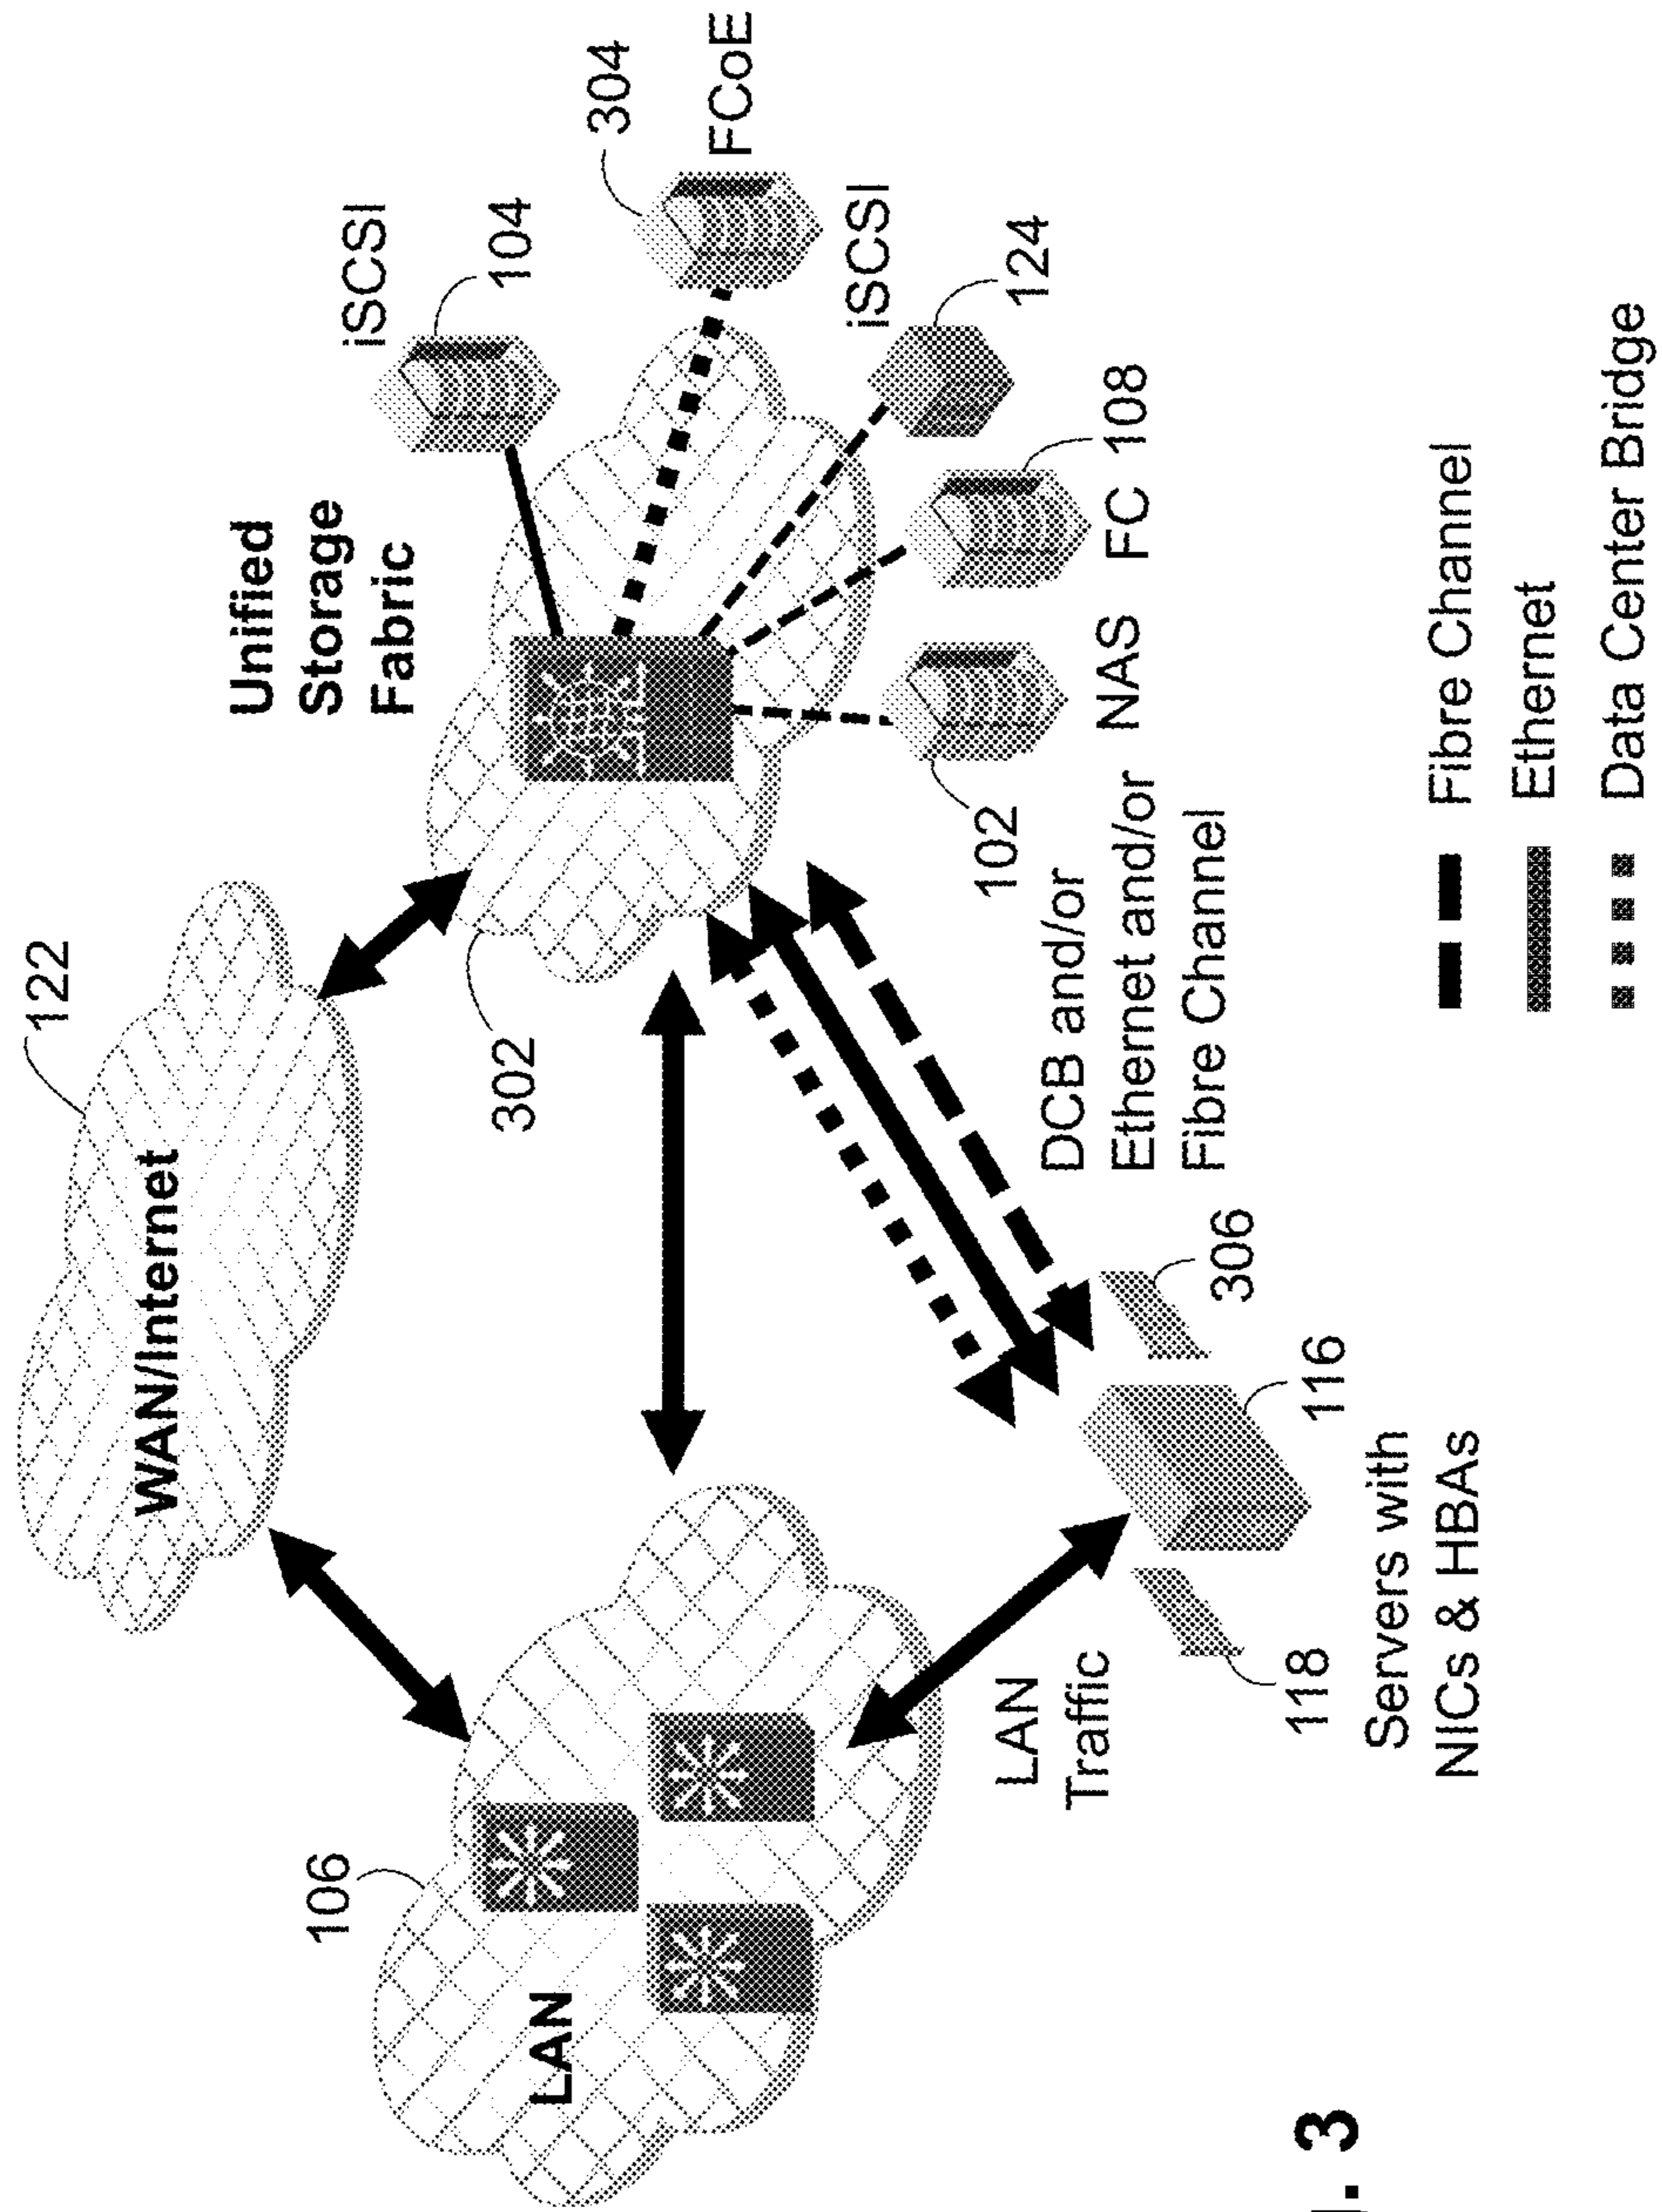 122
WAN/Internet
Unified
Storage
Fabric
iSCSI
104
304
FCoE
iSCSI
124
FC 108
NAS
102
302
106
LAN
DCB and/or
Ethernet and/or
Fibre Channel
LAN
Traffic
306
116
118
Servers with
NICs & HBAs
Fibre Channel
Ethernet
Data Center Bridge
. 3